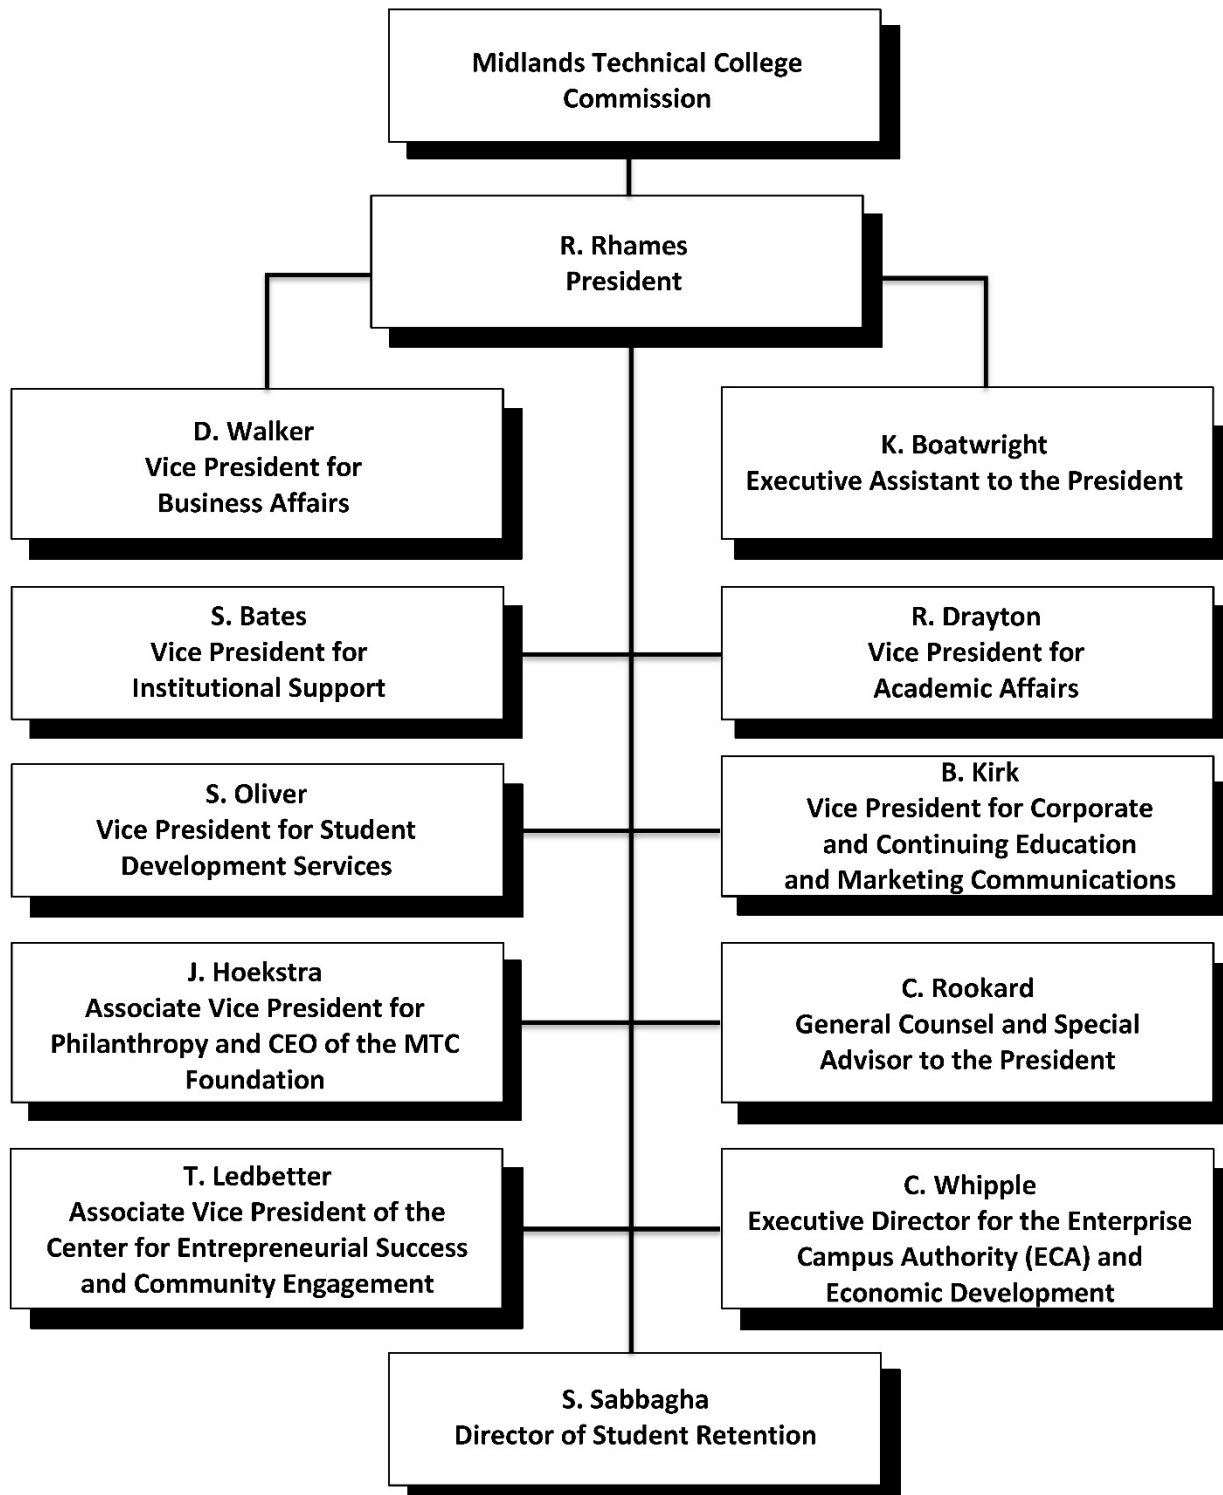 Midlands Technical College
Commission
R. Rhames
President
D. Walker
Vice President for
Business Affairs
K. Boatwright
Executive Assistant to the President
S. Bates
Vice President for
Institutional Support
R. Drayton
Vice President for
Academic Affairs
S. Oliver
Vice President for Student
Development Services
B. Kirk
Vice President for Corporate
and Continuing Education
and Marketing Communications
J. Hoekstra
Associate Vice President for
Philanthropy and CEO of the MTC
Foundation
C. Rookard
General Counsel and Special
Advisor to the President
T. Ledbetter
Associate Vice President of the
Center for Entrepreneurial Success
and Community Engagement
C. Whipple
Executive Director for the Enterprise
Campus Authority (ECA) and
Economic Development
S. Sabbagha
Director of Student Retention